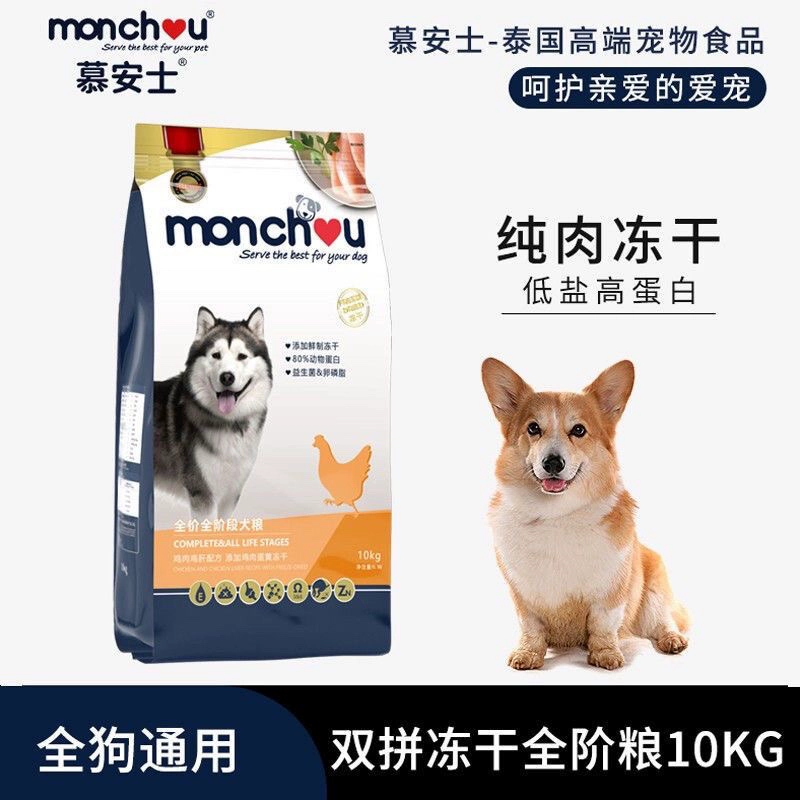 monchou®
Serve the best for your pet
慕安士®
慕安士-泰国高端宠物食品
呵护亲爱的爱宠
monchou
Serve the best for your dog
纯肉冻干
低盐高蛋白
冻干
添加鲜制冻干
80%动物蛋白
益生菌&卵磷脂
全价全阶段犬粮
COMPLETE&ALL LIFE STAGES
鸡肉鸡肝配方 添加鸡肉蛋黄冻干
CHICKEN AND CHICKEN LIVER RECIPE WITH FREEZE-DRIED
10kg
E
Ω
Zn
全狗通用
双拼冻干全阶粮10KG